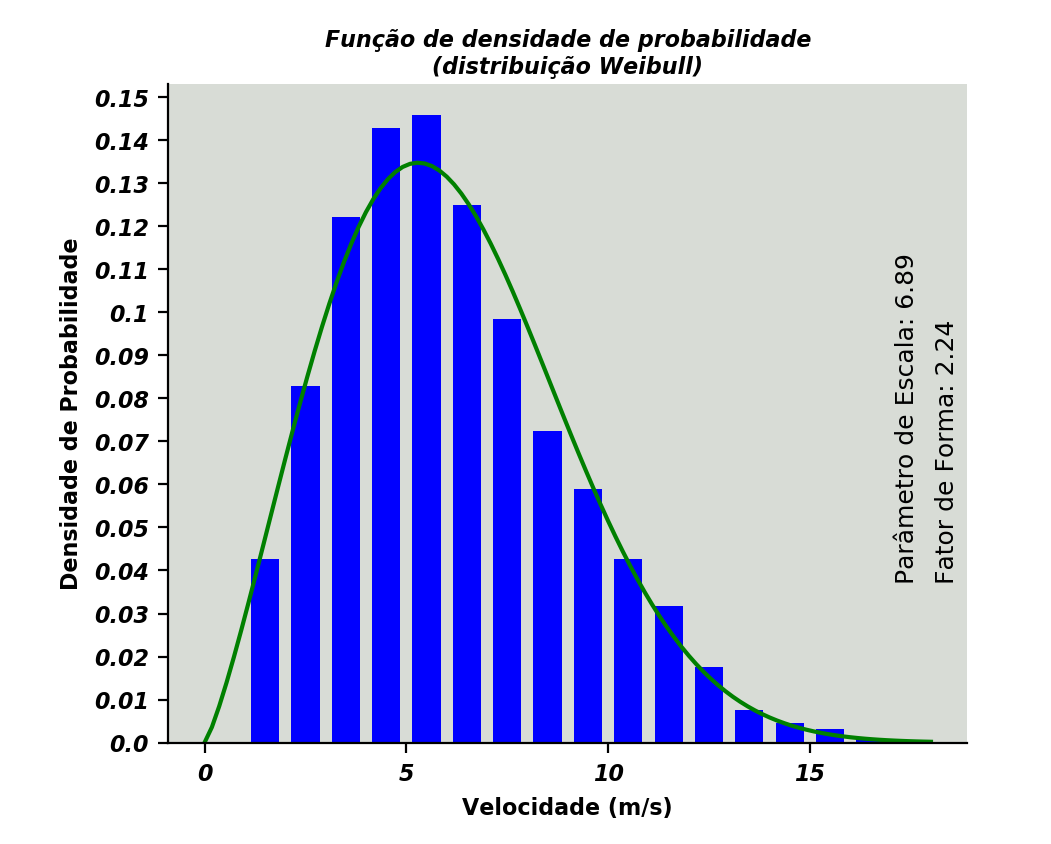 Função de densidade de probabilidade
(distribuição Weibull)
Densidade de Probabilidade
0.15
0.14
0.13
0.12
0.11
0.1
0.09
0.08
0.07
0.06
0.05
0.04
0.03
0.02
0.01
0.0
Parâmetro de Escala: 6.89
Fator de Forma: 2.24
0 5 10 15
Velocidade (m/s)